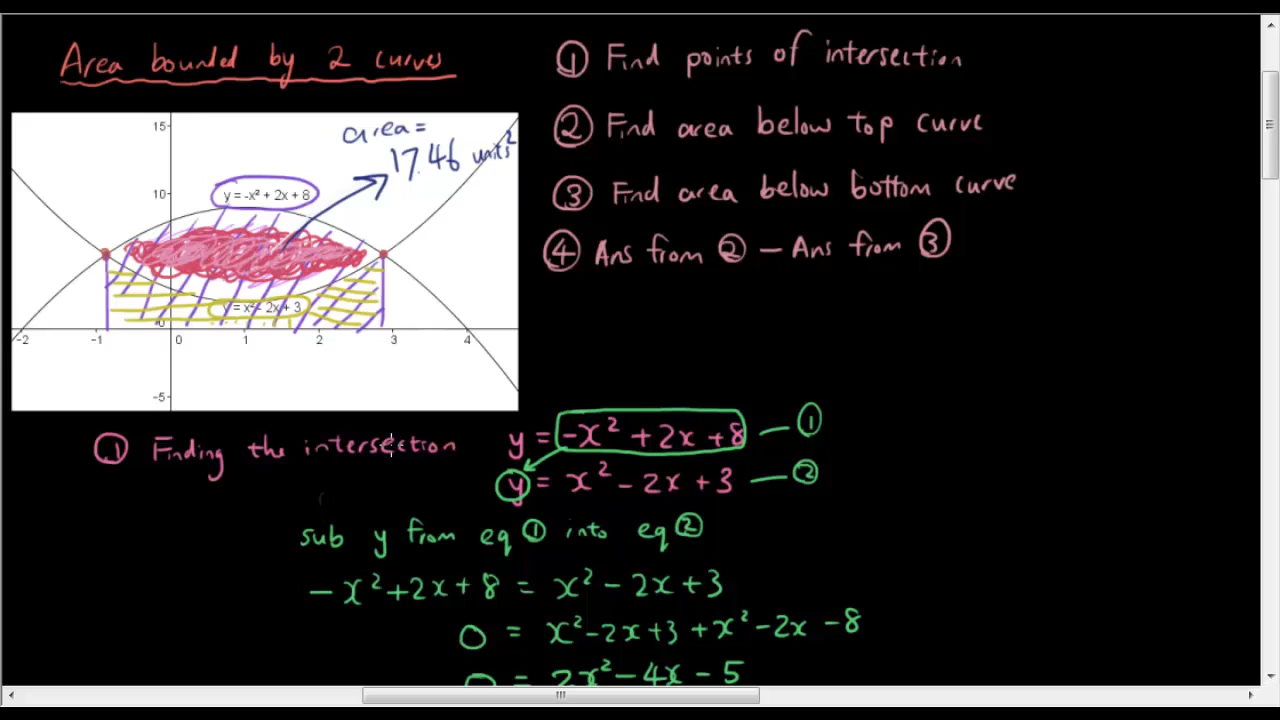 Area bounded by 2 curves
① Find points of intersection
② Find area below top curve
③ Find area below bottom curve
④ Ans from ② — Ans from ③
area =
17.46 units²
15
10
y = -x² + 2x + 8
y = x² - 2x + 3
-2 -1 0 1 2 3 4
-5
① Finding the intersection
y = -x² + 2x + 8 — ①
y = x² - 2x + 3 — ②
sub y from eq ① into eq ②
-x² + 2x + 8 = x² - 2x + 3
0 = x² - 2x + 3 + x² - 2x - 8
0 = 2x² - 4x - 5